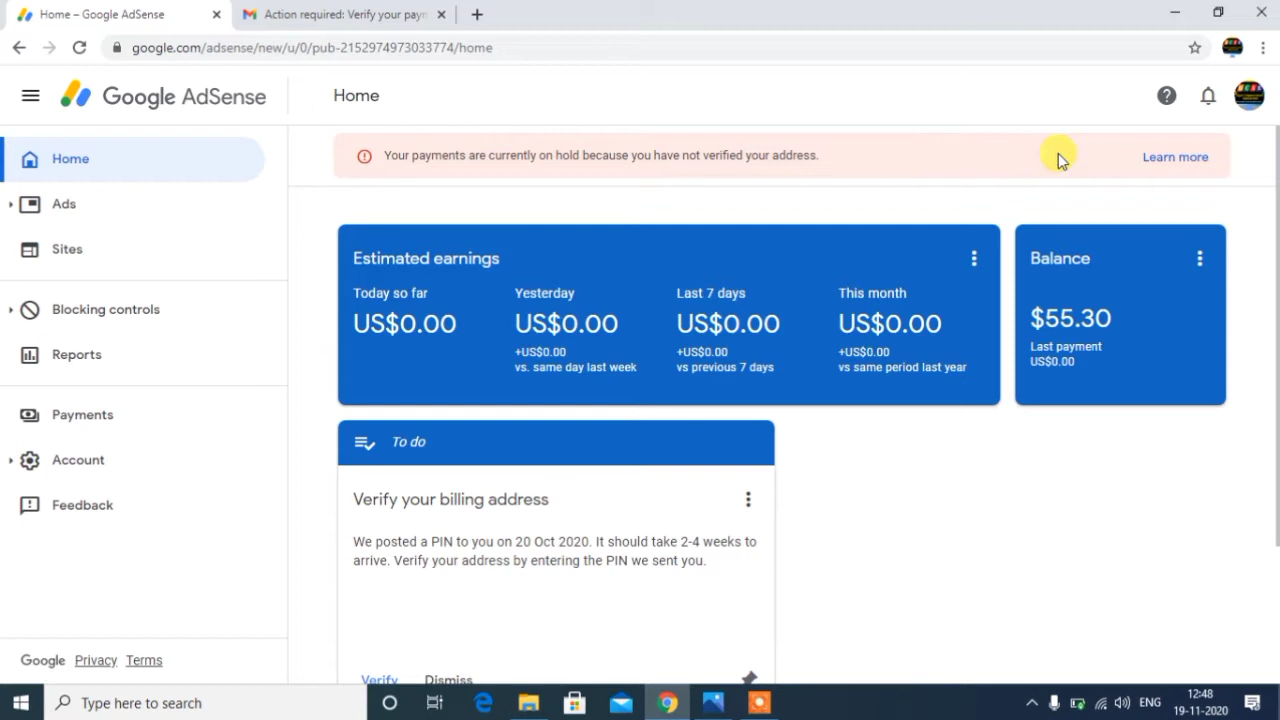 Home – Google AdSense
Action required: Verify your payn
google.com/adsense/new/u/0/pub-2152974973033774/home
Google AdSense
Home
Home
Ads
Sites
Blocking controls
Reports
Payments
Account
Feedback
Google Privacy Terms
Your payments are currently on hold because you have not verified your address.
Learn more
Estimated earnings
Today so far
US$0.00
Yesterday
US$0.00
+US$0.00
vs. same day last week
Last 7 days
US$0.00
+US$0.00
vs previous 7 days
This month
US$0.00
+US$0.00
vs same period last year
Balance
$55.30
Last payment
US$0.00
To do
Verify your billing address
We posted a PIN to you on 20 Oct 2020. It should take 2-4 weeks to
arrive. Verify your address by entering the PIN we sent you.
Verify
Dismiss
Type here to search
ENG
12:48
19-11-2020